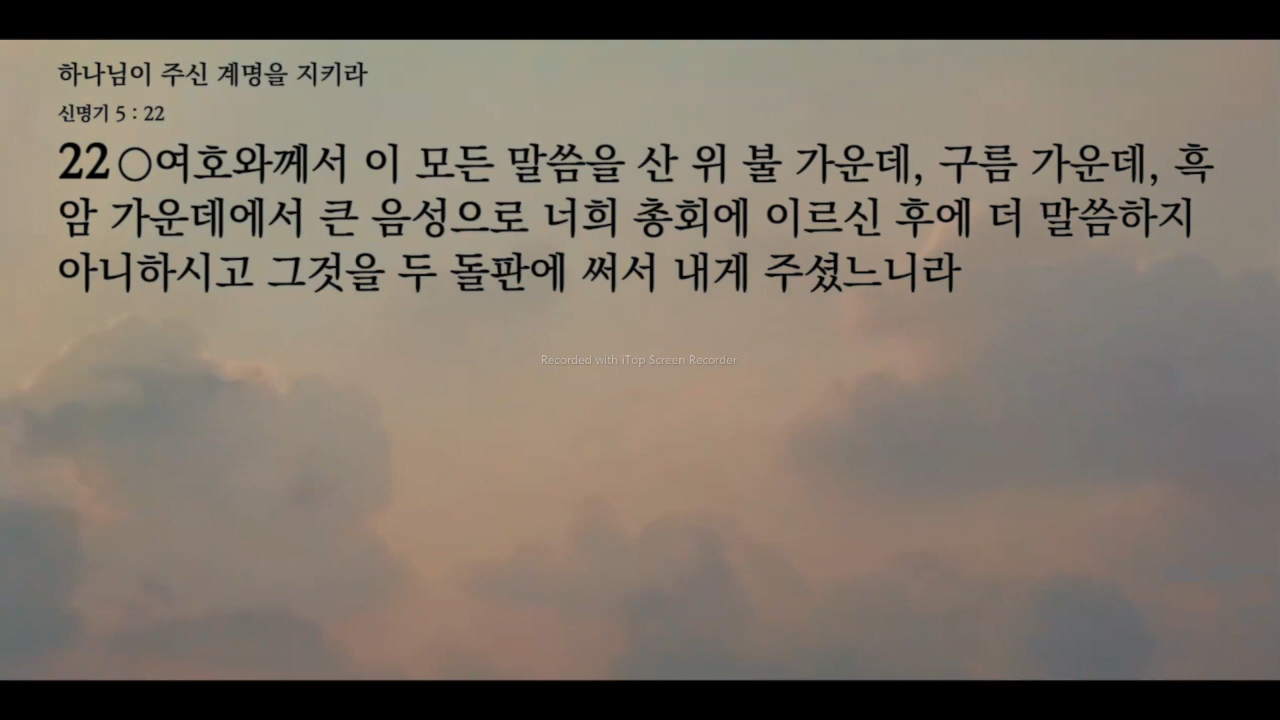 하나님이 주신 계명을 지키라
신명기 5 : 22
22○여호와께서 이 모든 말씀을 산 위 불 가운데, 구름 가운데, 흑
암 가운데에서 큰 음성으로 너희 총회에 이르신 후에 더 말씀하지
아니하시고 그것을 두 돌판에 써서 내게 주셨느니라
Recorded with iTop Screen Recorder